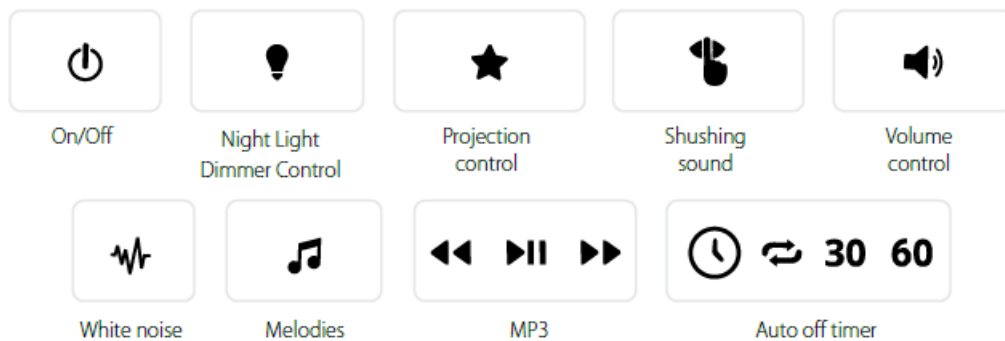 On/Off
Night Light
Dimmer Control
Projection
control
Shushing
sound
Volume
control
30 60
White noise
Melodies
MP3
Auto off timer